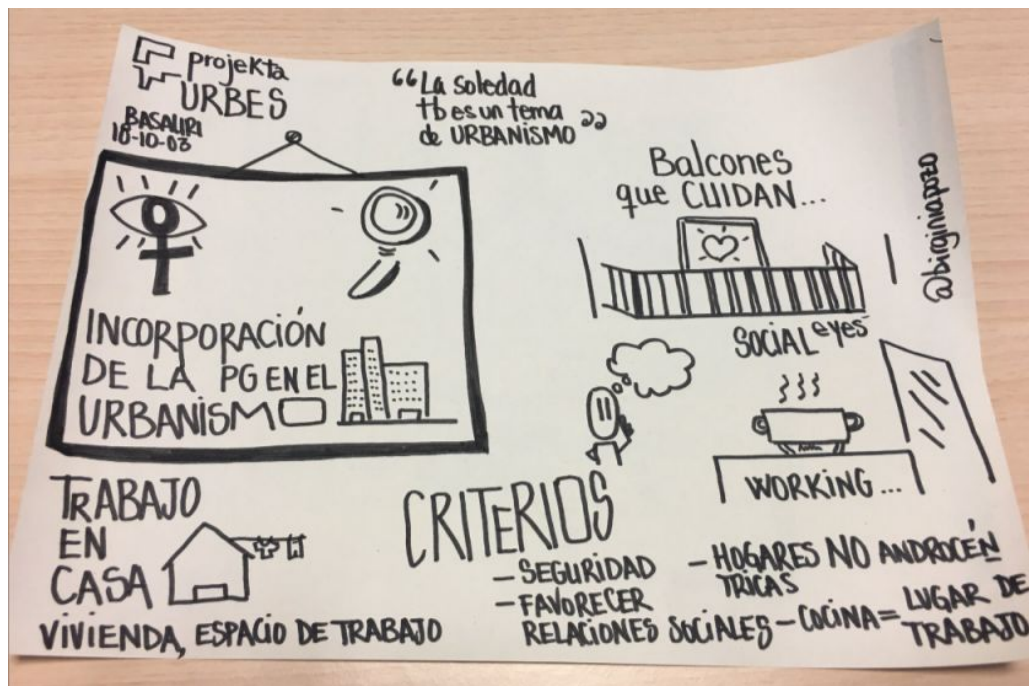 projekta
URBES
BASAURI
18-10-03
“La soledad
tb es un tema
de URBANISMO”
INCORPORACIÓN
DE LA PG EN EL
URBANISMO
Balcones
que CUIDAN...
@birginiapozo
SOCIAL eyes
WORKING...
TRABAJO
EN
CASA
VIVIENDA, ESPACIO DE TRABAJO
CRITERIOS
- SEGURIDAD
- FAVORECER
RELACIONES SOCIALES
- HOGARES NO ANDROCÉN
TRICAS
- COCINA = LUGAR DE
TRABAJO